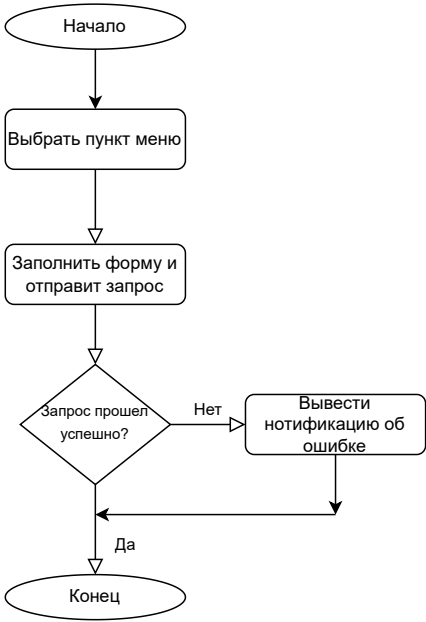 Начало
Выбрать пункт меню
Заполнить форму и
отправит запрос
Запрос прошел
успешно?
Нет
Вывести
нотификацию об
ошибке
Да
Конец